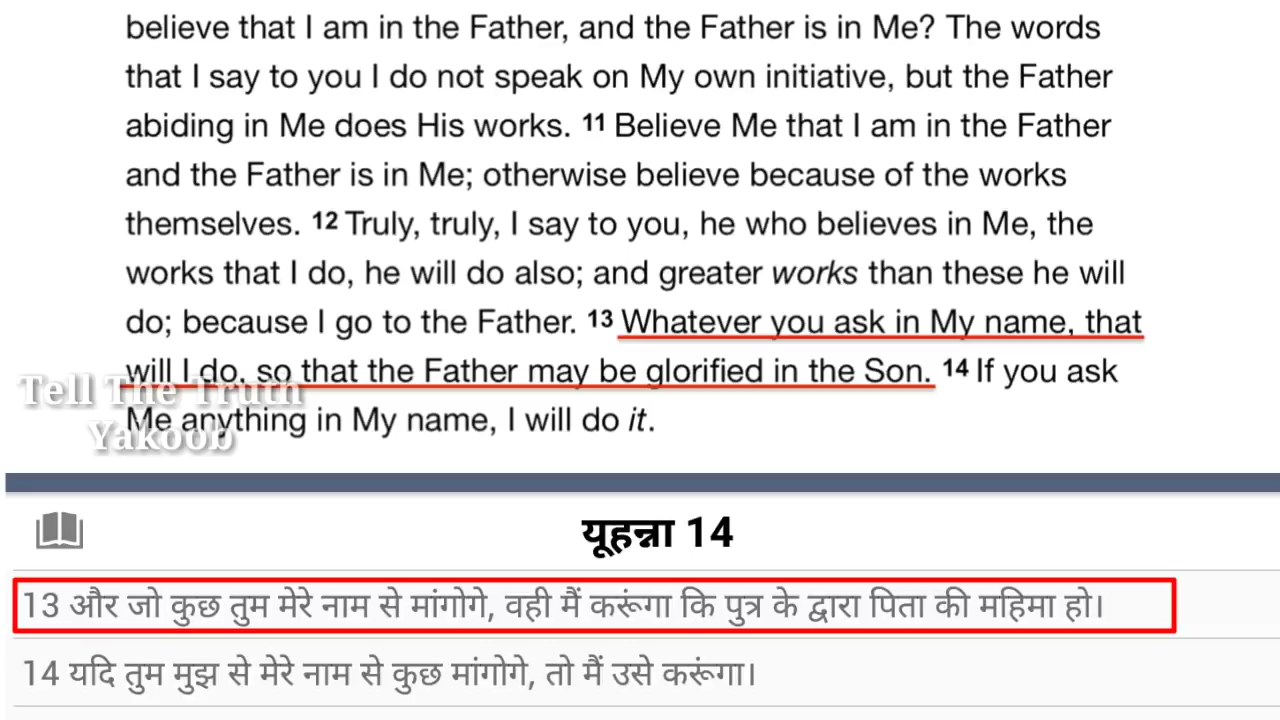 believe that I am in the Father, and the Father is in Me? The words
that I say to you I do not speak on My own initiative, but the Father
abiding in Me does His works. 11 Believe Me that I am in the Father
and the Father is in Me; otherwise believe because of the works
themselves. 12 Truly, truly, I say to you, he who believes in Me, the
works that I do, he will do also; and greater works than these he will
do; because I go to the Father. 13 Whatever you ask in My name, that
will I do, so that the Father may be glorified in the Son. 14 If you ask
Me anything in My name, I will do it.
Tell The Truth
Yakoob
यूहन्ना 14
13 और जो कुछ तुम मेरे नाम से मांगोगे, वही मैं करूंगा कि पुत्र के द्वारा पिता की महिमा हो।
14 यदि तुम मुझ से मेरे नाम से कुछ मांगोगे, तो मैं उसे करूंगा।